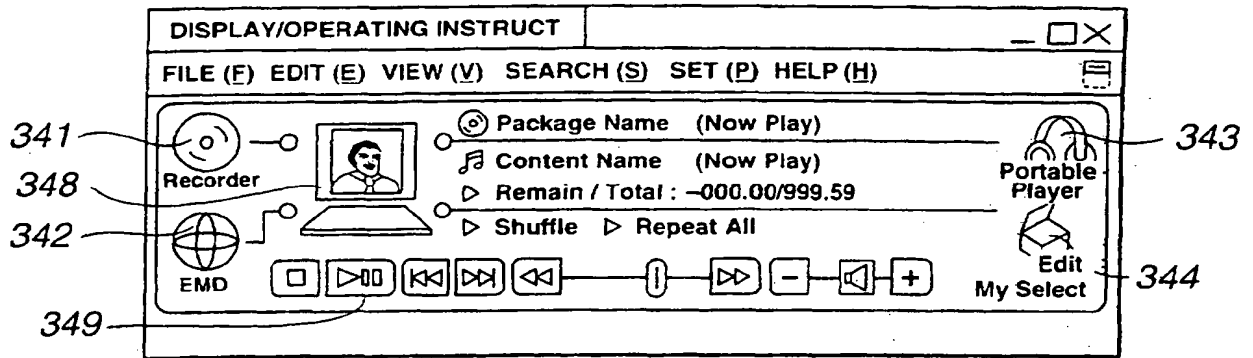 DISPLAY/OPERATING INSTRUCT
FILE (F) EDIT (E) VIEW (V) SEARCH (S) SET (P) HELP (H)
341
Recorder
348
342
EMD
349
Package Name (Now Play)
Content Name (Now Play)
Remain / Total : -000.00/999.59
Shuffle Repeat All
343
Portable
Player
Edit
My Select
344